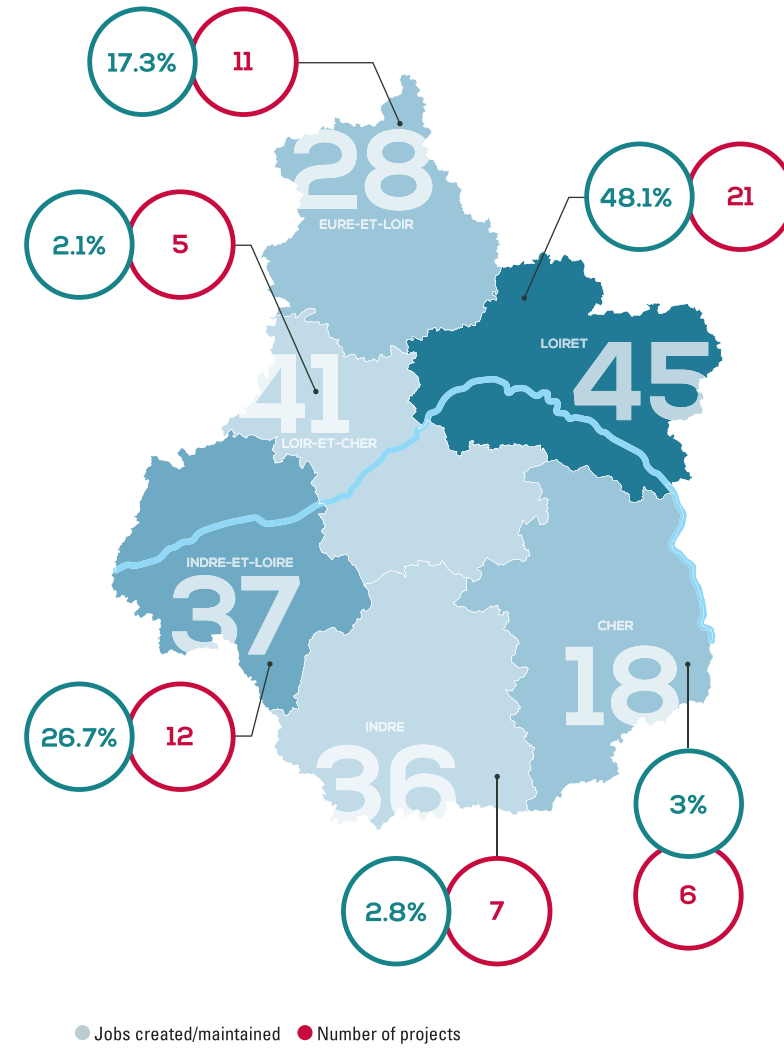 17.3% 11
28
EURE-ET-LOIR
48.1% 21
2.1% 5
LOIRET
45
41
LOIR-ET-CHER
INDRE-ET-LOIRE
37
CHER
18
26.7% 12
INDRE
36
3%
6
2.8% 7
Jobs created/maintained Number of projects